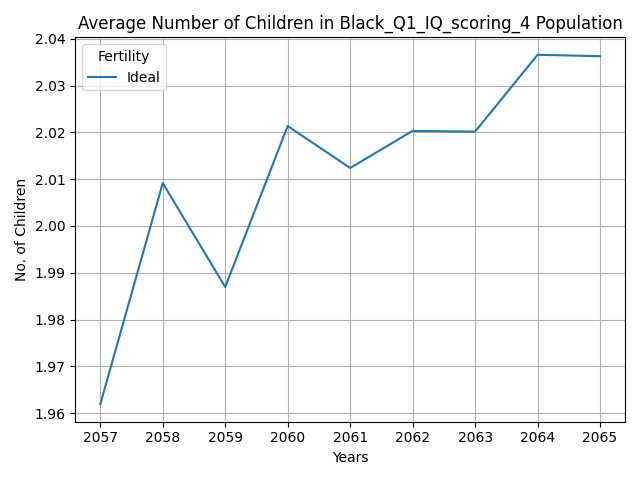 Average Number of Children in Black_Q1_IQ_scoring_4 Population
Fertility
Ideal
No. of Children
2.04
2.03
2.02
2.01
2.00
1.99
1.98
1.97
1.96
2057 2058 2059 2060 2061 2062 2063 2064 2065
Years